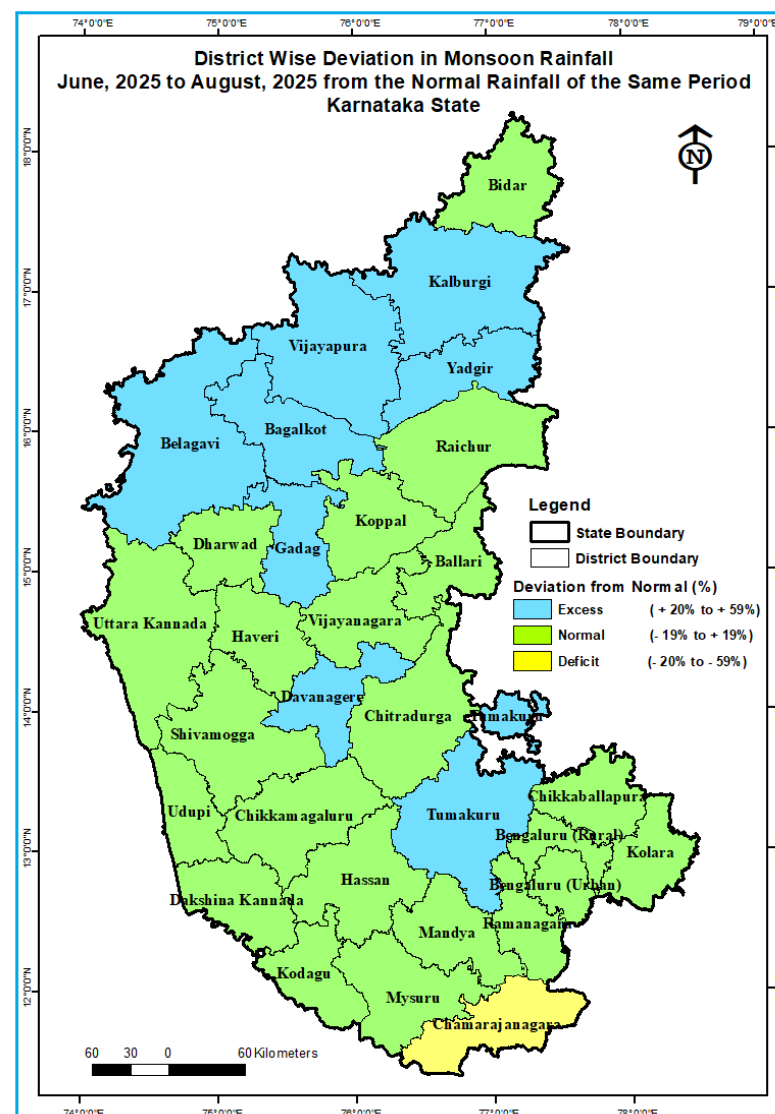 74°0'0"E 75°0'0"E 76°0'0"E 77°0'0"E 78°0'0"E 79°0'0"E
District Wise Deviation in Monsoon Rainfall
June, 2025 to August, 2025 from the Normal Rainfall of the Same Period
Karnataka State
N
18°0'0"N
Bidar
Kalburgi
17°0'0"N
Vijayapura
Yadgir
16°0'0"N
Bagalkot
Belagavi
Raichur
Legend
State Boundary
District Boundary
Koppal
Dharwad
Gadag
Ballari
15°0'0"N
Deviation from Normal (%)
Excess (+ 20% to + 59%)
Normal (- 19% to + 19%)
Deficit (- 20% to - 59%)
Uttara Kannada
Vijayanagara
Haveri
Davanagere
14°0'0"N
Chitradurga
Tumakuru
Shivamogga
Chikkaballapura
Udupi
Chikkamagaluru
Tumakuru
Bengaluru (Rural)
13°0'0"N
Kolara
Hassan
Bengaluru (Urban)
Dakshina Kannada
Ramanagara
Mandya
Kodagu
12°0'0"N
Mysuru
Chamarajanagara
60 30 0 60 Kilometers
74°0'0"E 75°0'0"E 76°0'0"E 77°0'0"E 78°0'0"E